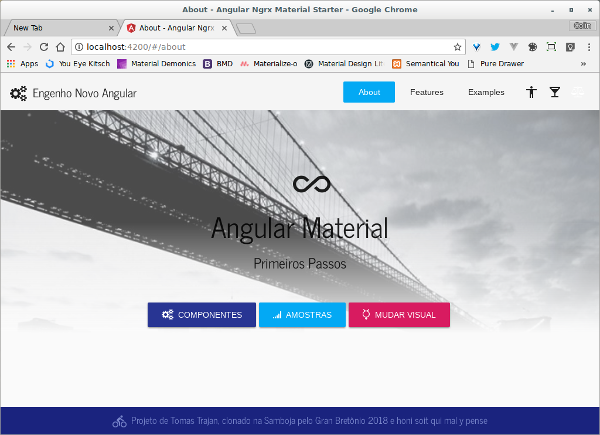 About - Angular Ngrx Material Starter - Google Chrome
New Tab
About - Angular Ngrx
Colin
localhost:4200/#/about
Apps
You Eye Kitsch
Material Demonics
BMD
Materialize-o
Material Design Lit
Semantical You
Pure Drawer
»
Engenho Novo Angular
About
Features
Examples
Angular Material
Primeiros Passos
COMPONENTES
AMOSTRAS
MUDAR VISUAL
Projeto de Tomas Trajan, clonado na Samboja pelo Gran Bretônio 2018 e honi soit qui mal y pense